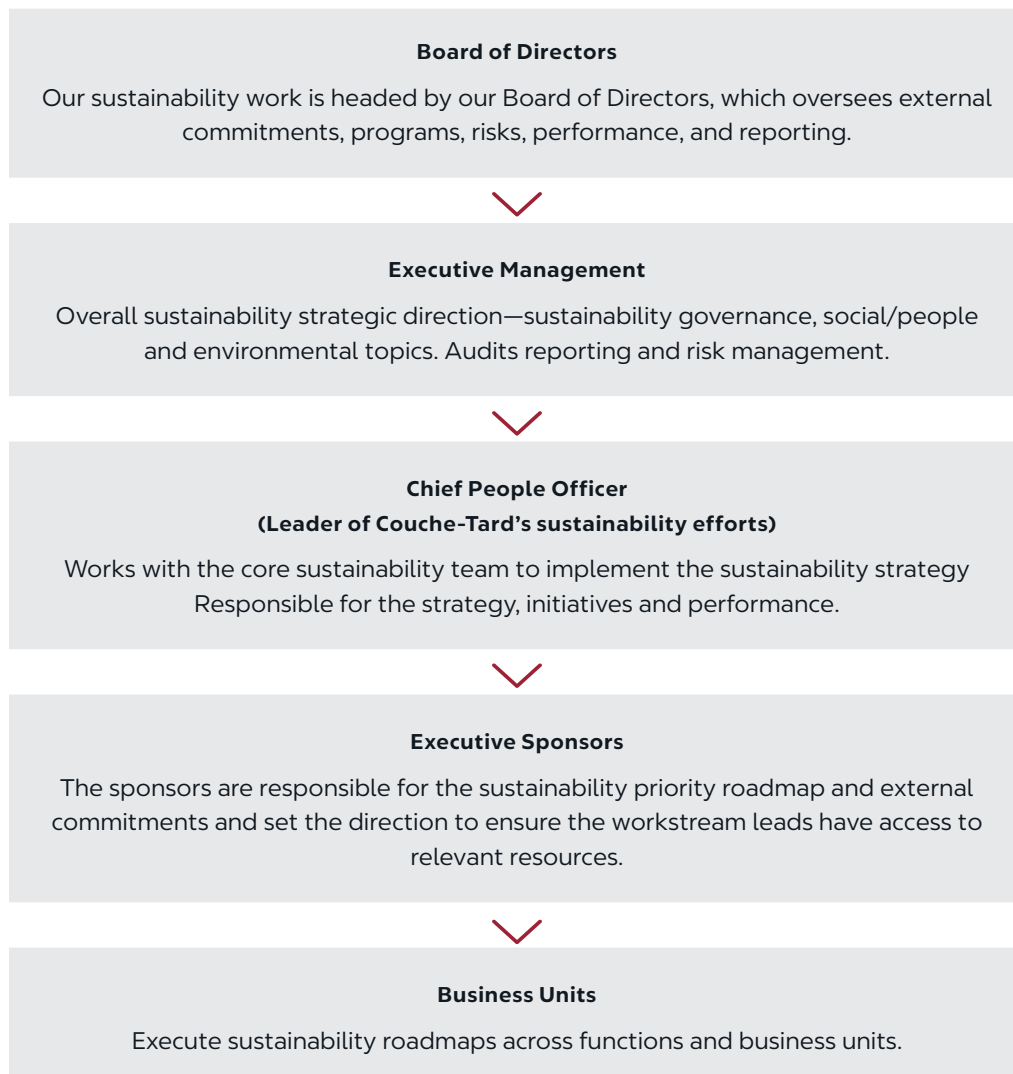 Board of Directors
Our sustainability work is headed by our Board of Directors, which oversees external
commitments, programs, risks, performance, and reporting.
Executive Management
Overall sustainability strategic direction—sustainability governance, social/people
and environmental topics. Audits reporting and risk management.
Chief People Officer
(Leader of Couche-Tard’s sustainability efforts)
Works with the core sustainability team to implement the sustainability strategy
Responsible for the strategy, initiatives and performance.
Executive Sponsors
The sponsors are responsible for the sustainability priority roadmap and external
commitments and set the direction to ensure the workstream leads have access to
relevant resources.
Business Units
Execute sustainability roadmaps across functions and business units.